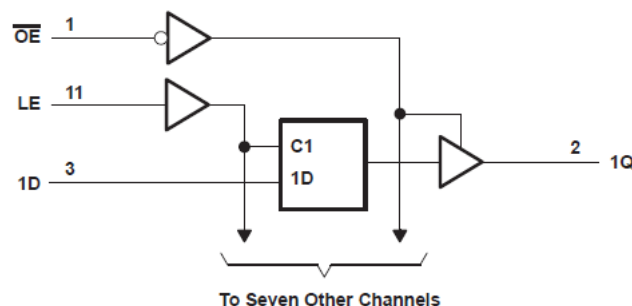 OE 1
LE 11
C1
1D 3 1D
2 1Q
To Seven Other Channels